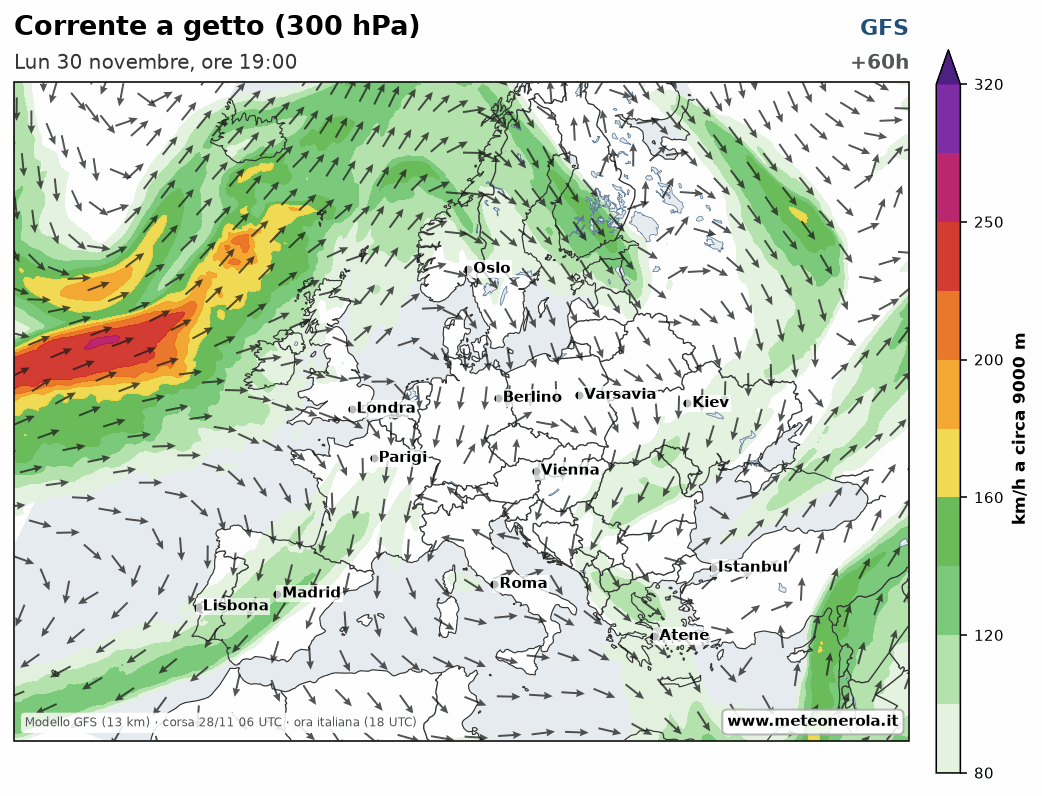 Corrente a getto (300 hPa)
GFS
Lun 30 novembre, ore 19:00
+60h
320
250
200
160
120
80
km/h a circa 9000 m
Oslo
Londra
Berlino
Varsavia
Kiev
Parigi
Vienna
Istanbul
Roma
Madrid
Lisbona
Atene
Modello GFS (13 km) · corsa 28/11 06 UTC · ora italiana (18 UTC)
www.meteonerola.it